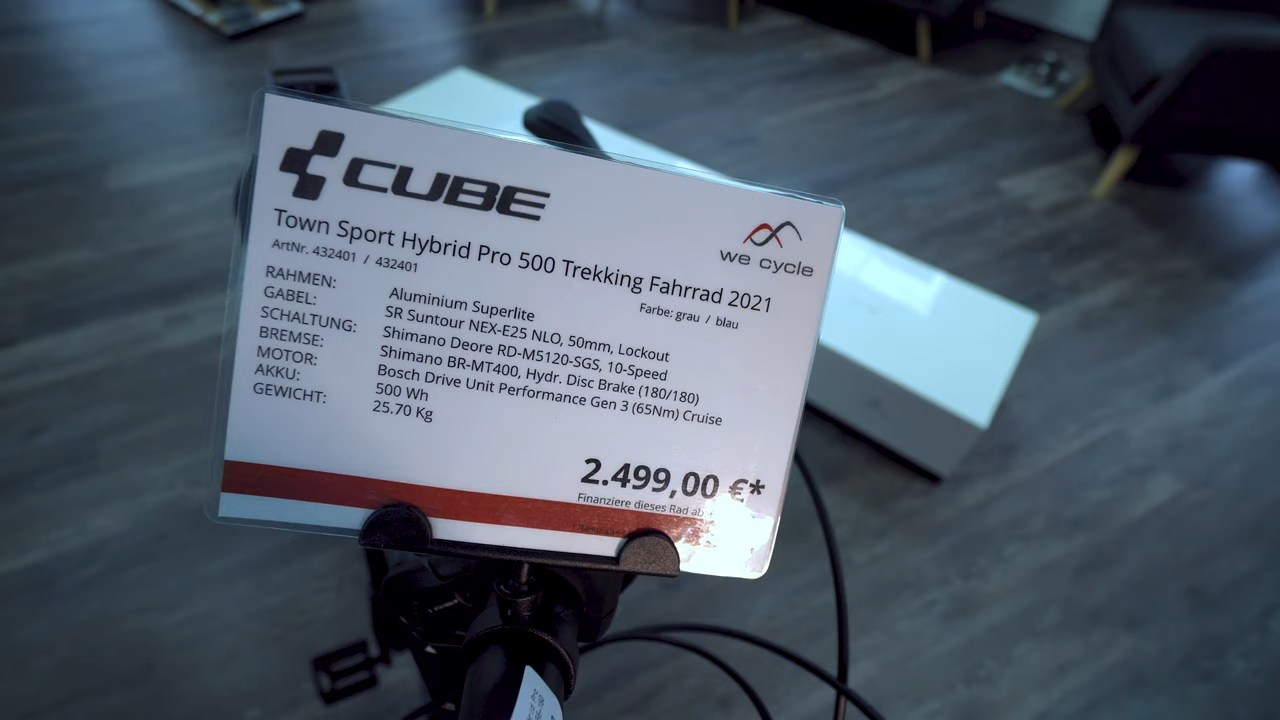 CUBE
we cycle
Town Sport Hybrid Pro 500 Trekking Fahrrad 2021
ArtNr. 432401 / 432401
Farbe: grau / blau
RAHMEN: Aluminium Superlite
GABEL: SR Suntour NEX-E25 NLO, 50mm, Lockout
SCHALTUNG: Shimano Deore RD-M5120-SGS, 10-Speed
BREMSE: Shimano BR-MT400, Hydr. Disc Brake (180/180)
MOTOR: Bosch Drive Unit Performance Gen 3 (65Nm) Cruise
AKKU: 500 Wh
GEWICHT: 25.70 Kg
2.499,00 €*
Finanziere dieses Rad ab